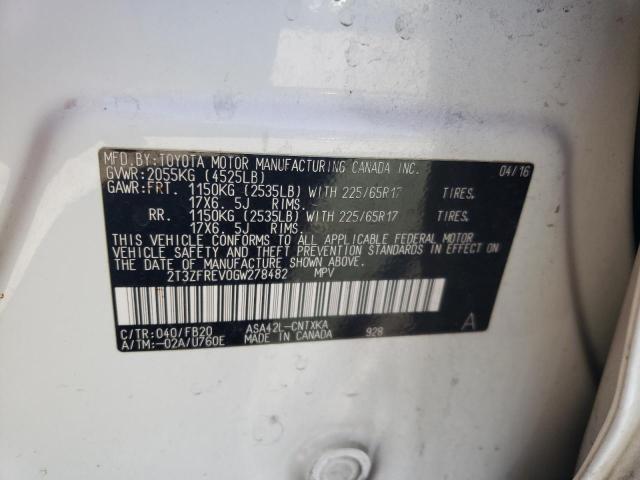 MFD.BY:TOYOTA MOTOR MANUFACTURING CANADA INC. 04/16
GVWR:2055KG (4525LB)
GAWR:FRT. 1150KG (2535LB) WITH 225/65R17 TIRES.
17X6.5J RIMS.
RR. 1150KG (2535LB) WITH 225/65R17 TIRES.
17X6.5J RIMS.
THIS VEHICLE CONFORMS TO ALL APPLICABLE FEDERAL MOTOR
VEHICLE SAFETY AND THEFT PREVENTION STANDARDS IN EFFECT ON
THE DATE OF MANUFACTURE SHOWN ABOVE.
2T3ZFREV0GW278482 MPV
C/TR:040/FB20 ASA42L-CNTXKA A
A/TM:-02A/U760E MADE IN CANADA 928